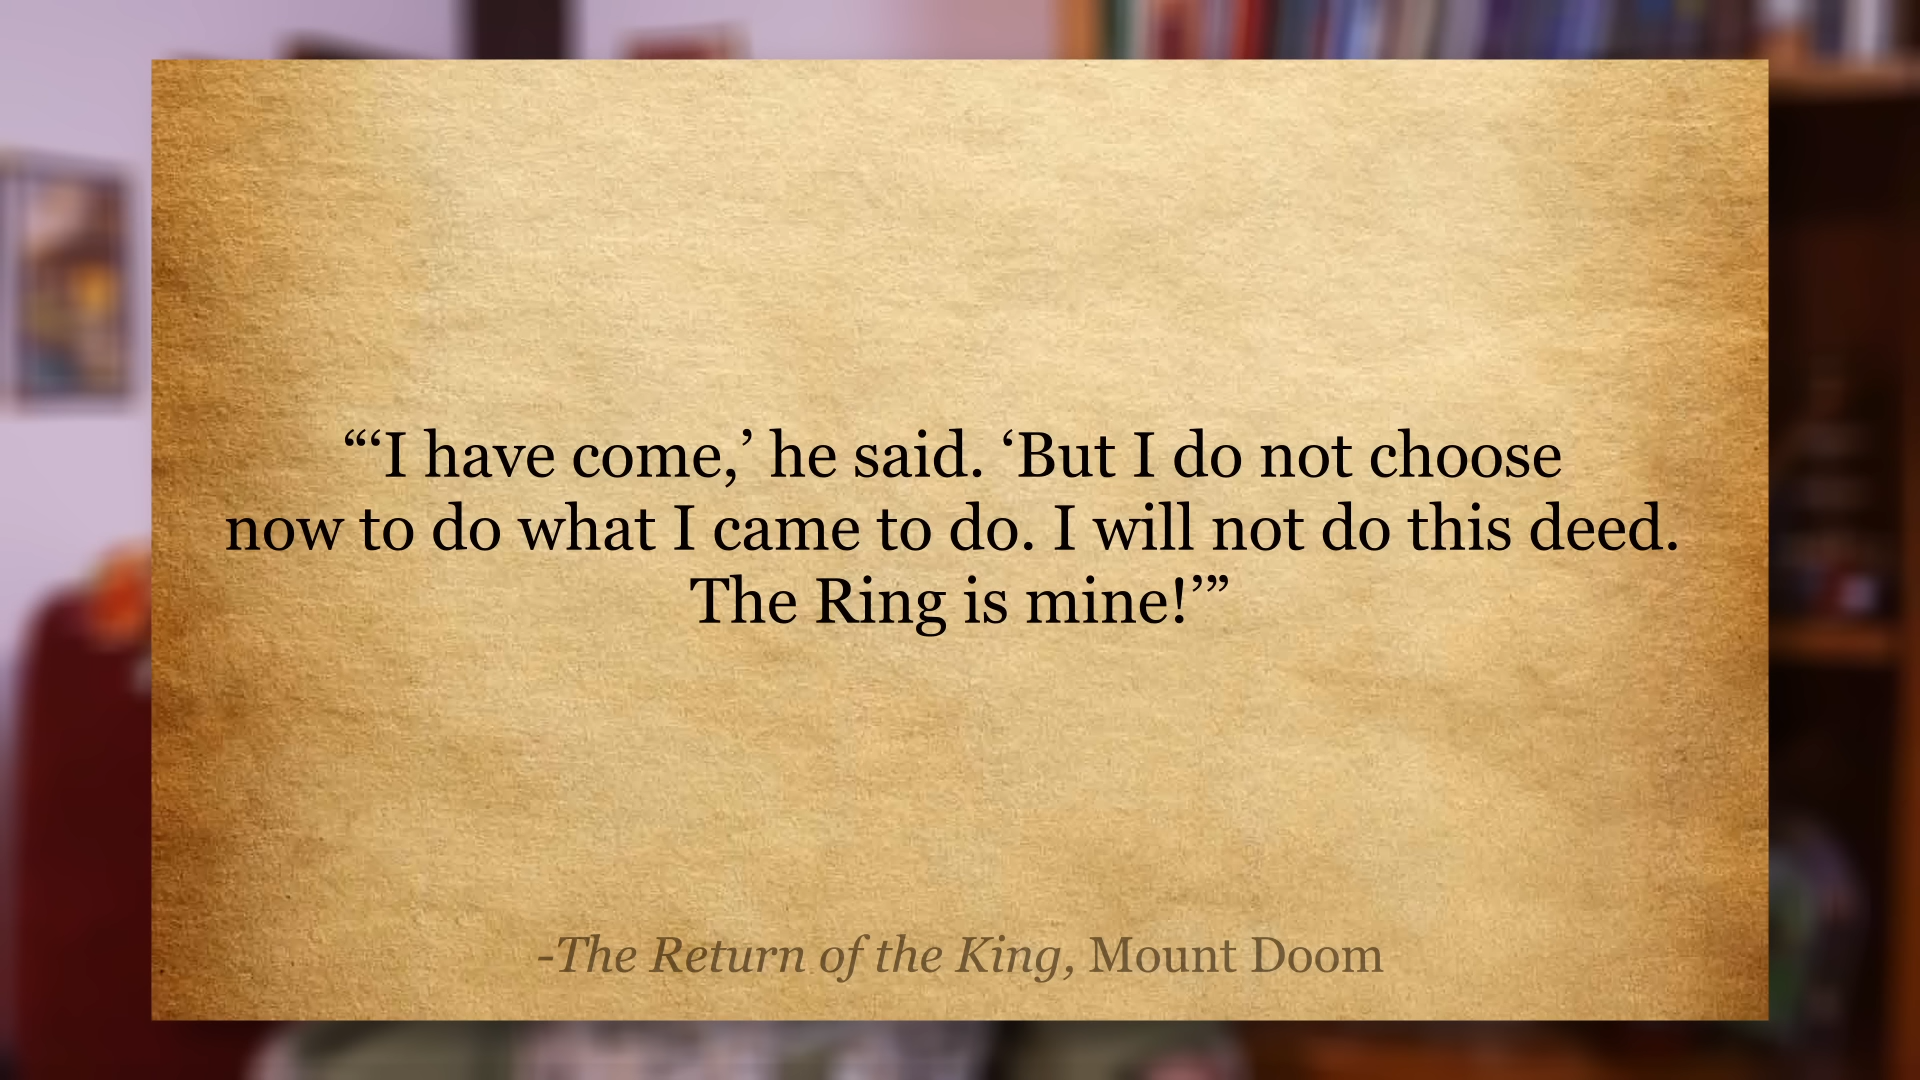 “‘I have come,’ he said. ‘But I do not choose
now to do what I came to do. I will not do this deed.
The Ring is mine!’”
-The Return of the King, Mount Doom